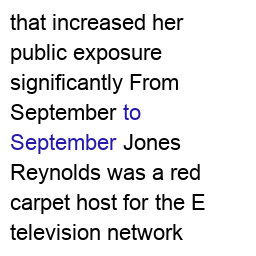 that increased her
public exposure
significantly From
September to
September Jones
Reynolds was a red
carpet host for the E
television network